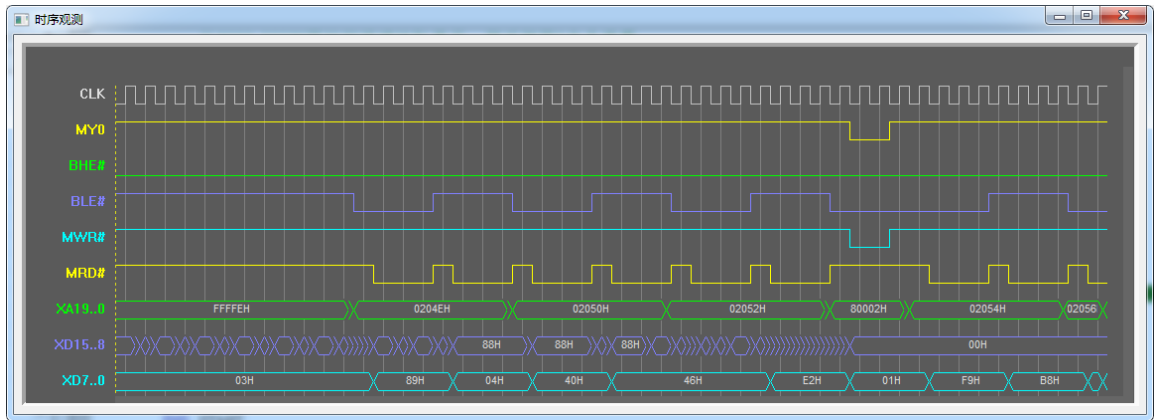 时序观测
CLK
MY0
BHE#
BLE#
MWR#
MRD#
XA19..0 FFFFEH 0204EH 02050H 02052H 80002H 02054H 02056
XD15..8 88H 88H 88H 00H
XD7..0 03H 89H 04H 40H 46H E2H 01H F9H B8H